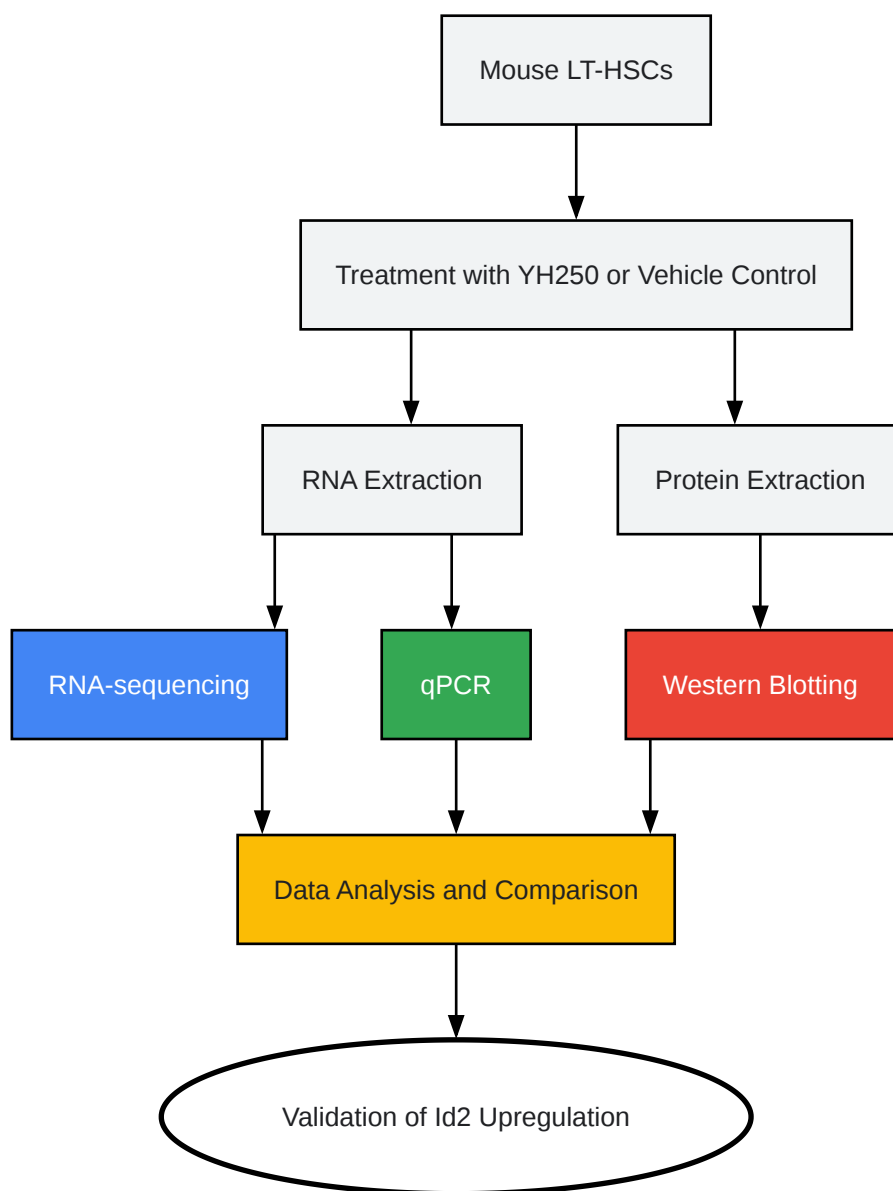 Mouse LT-HSCs
Treatment with YH250 or Vehicle Control
RNA Extraction
Protein Extraction
RNA-sequencing
qPCR
Western Blotting
Data Analysis and Comparison
Validation of Id2 Upregulation